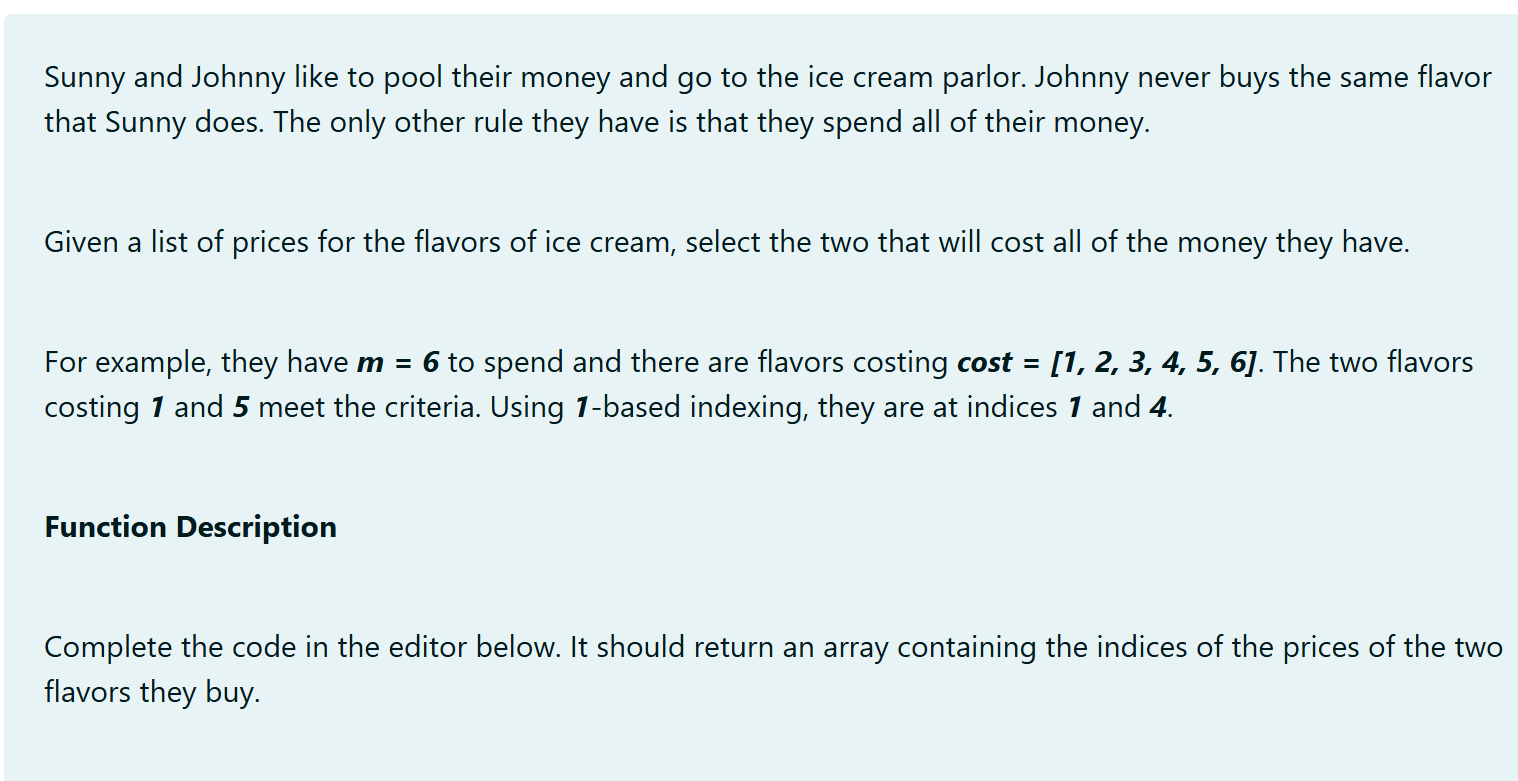 Sunny and Johnny like to pool their money and go to the ice cream parlor. Johnny never buys the same flavor
that Sunny does. The only other rule they have is that they spend all of their money.
Given a list of prices for the flavors of ice cream, select the two that will cost all of the money they have.
For example, they have m = 6 to spend and there are flavors costing cost = [1, 2, 3, 4, 5, 6]. The two flavors
costing 1 and 5 meet the criteria. Using 1-based indexing, they are at indices 1 and 4.
Function Description
Complete the code in the editor below. It should return an array containing the indices of the prices of the two
flavors they buy.